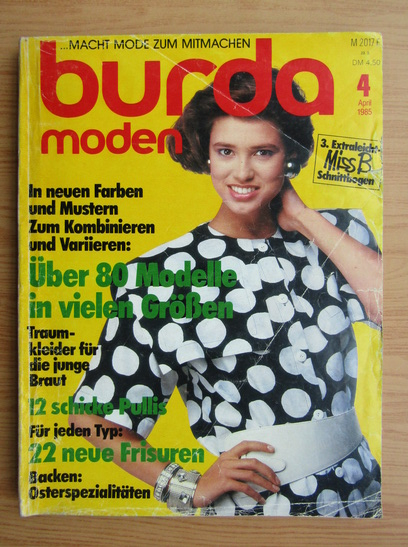 ...MACHT MODE ZUM MITMACHEN
M 2017 E
DM 4.50
burda
moden
4
April
1985
3. Extraleicht-
Miss B.
Schnittbogen
In neuen Farben
und Mustern
Zum Kombinieren
und Variieren:
Über 80 Modelle
in vielen Größen
Traum-
kleider für
die junge
Braut
12 schicke Pullis
Für jeden Typ:
22 neue Frisuren
Backen:
Osterspezialitäten